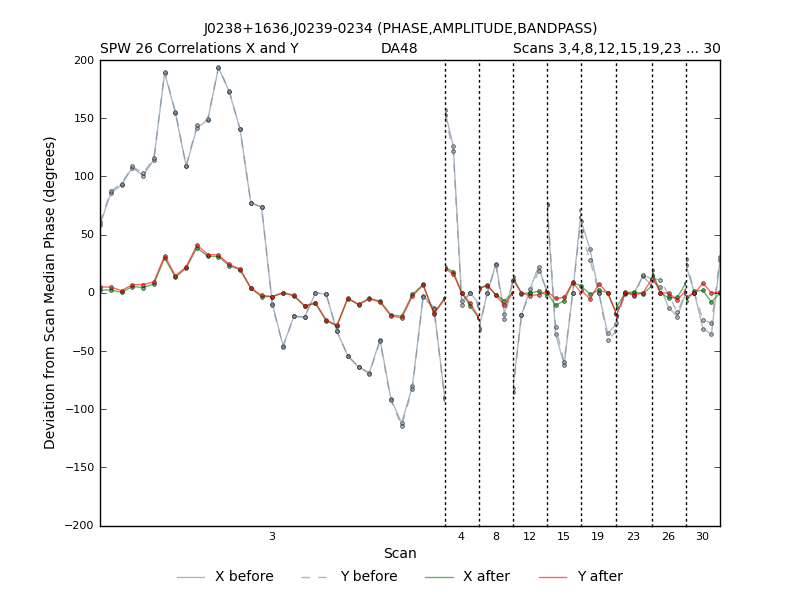 J0238+1636,J0239-0234 (PHASE,AMPLITUDE,BANDPASS)
SPW 26 Correlations X and Y DA48 Scans 3,4,8,12,15,19,23 ... 30
200
150
100
50
0
−50
−100
−150
−200
Deviation from Scan Median Phase (degrees)
3 4 8 12 15 19 23 26 30
Scan
X before Y before X after Y after